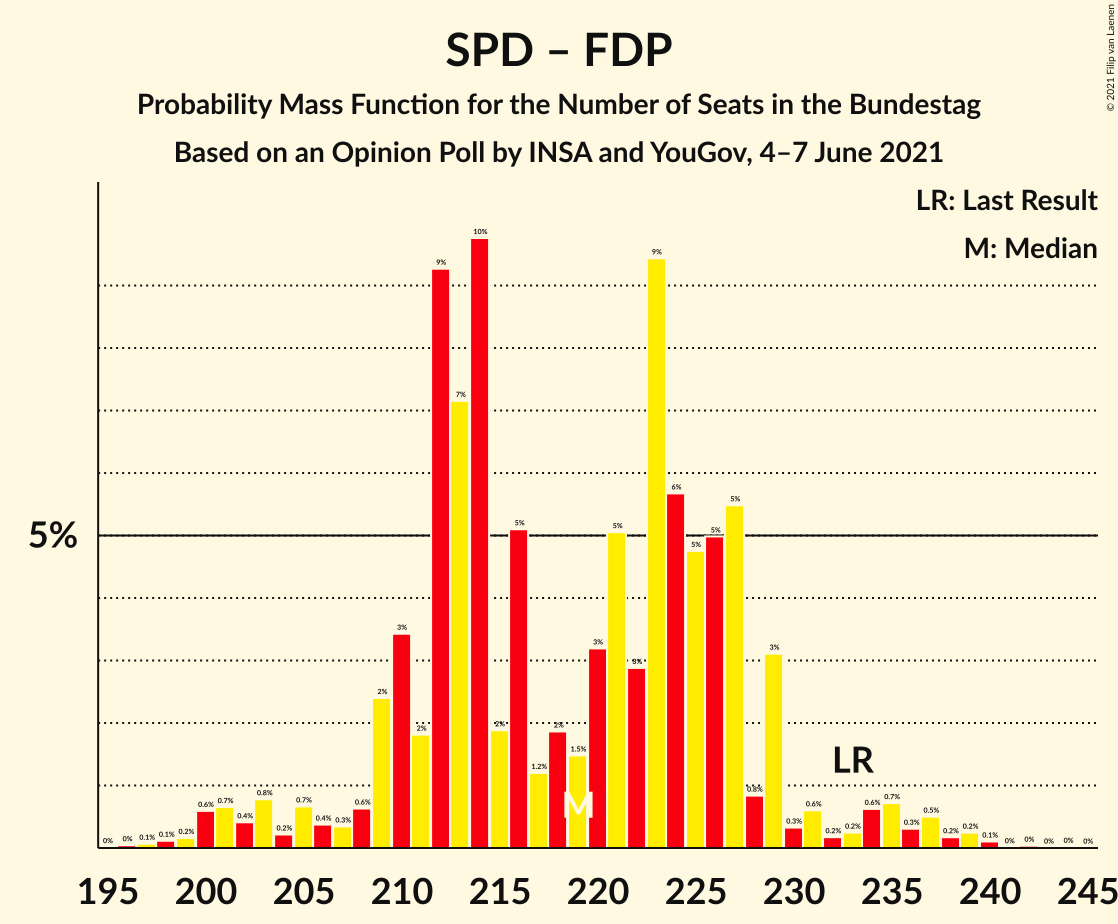 SPD – FDP
Probability Mass Function for the Number of Seats in the Bundestag
Based on an Opinion Poll by INSA and YouGov, 4–7 June 2021
© 2021 Filip van Laenen
LR: Last Result
M: Median
5%
0% 0% 0.1% 0.1% 0.2% 0.6% 0.7% 0.4% 0.8% 0.2% 0.7% 0.4% 0.3% 0.6% 2% 3% 2% 9% 7% 10% 2% 5% 1.2% 2% 1.5% 3% 5% 3% 9% 6% 5% 5% 5% 0.8% 3% 0.3% 0.6% 0.2% 0.2% 0.6% 0.7% 0.3% 0.5% 0.2% 0.2% 0.1% 0% 0% 0% 0% 0%
LR
M
195 200 205 210 215 220 225 230 235 240 245